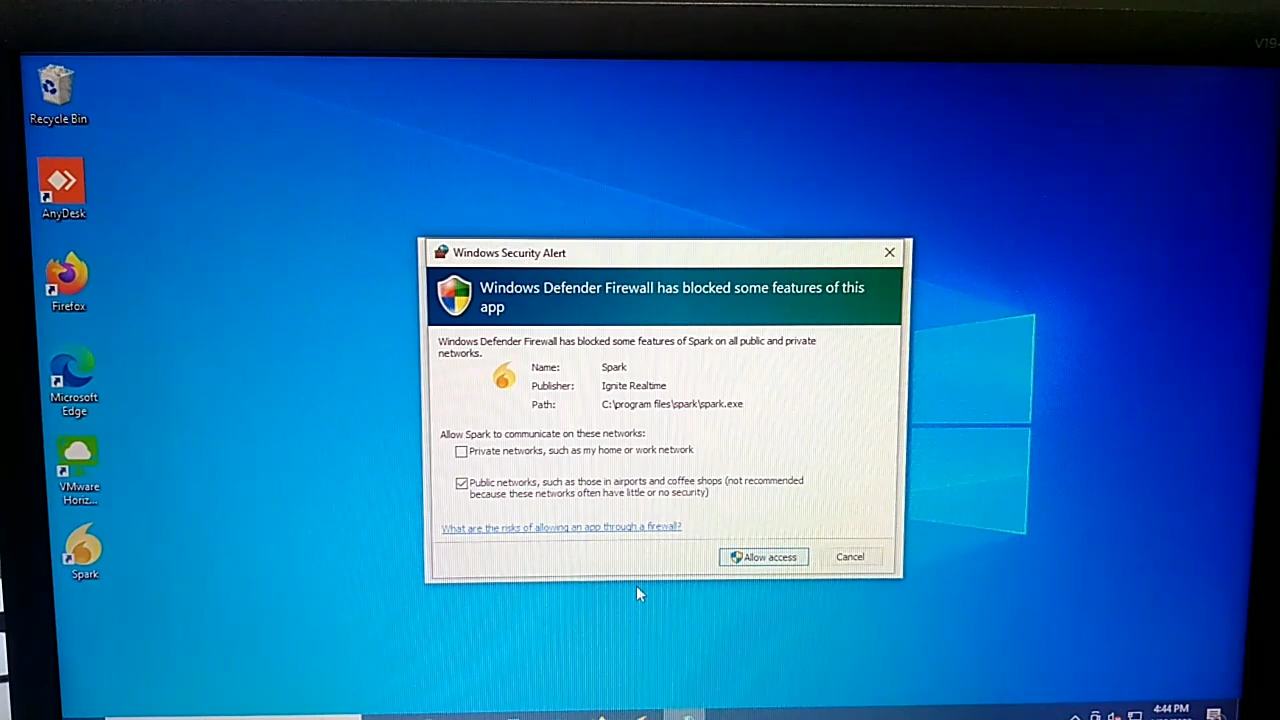 V19
Recycle Bin
AnyDesk
Firefox
Microsoft
Edge
VMware
Horiz...
Spark
Windows Security Alert
Windows Defender Firewall has blocked some features of this
app
Windows Defender Firewall has blocked some features of Spark on all public and private
networks.
Name: Spark
Publisher: Ignite Realtime
Path: C:\program files\spark\spark.exe
Allow Spark to communicate on these networks:
Private networks, such as my home or work network
Public networks, such as those in airports and coffee shops (not recommended
because these networks often have little or no security)
What are the risks of allowing an app through a firewall?
Allow access
Cancel
4:44 PM